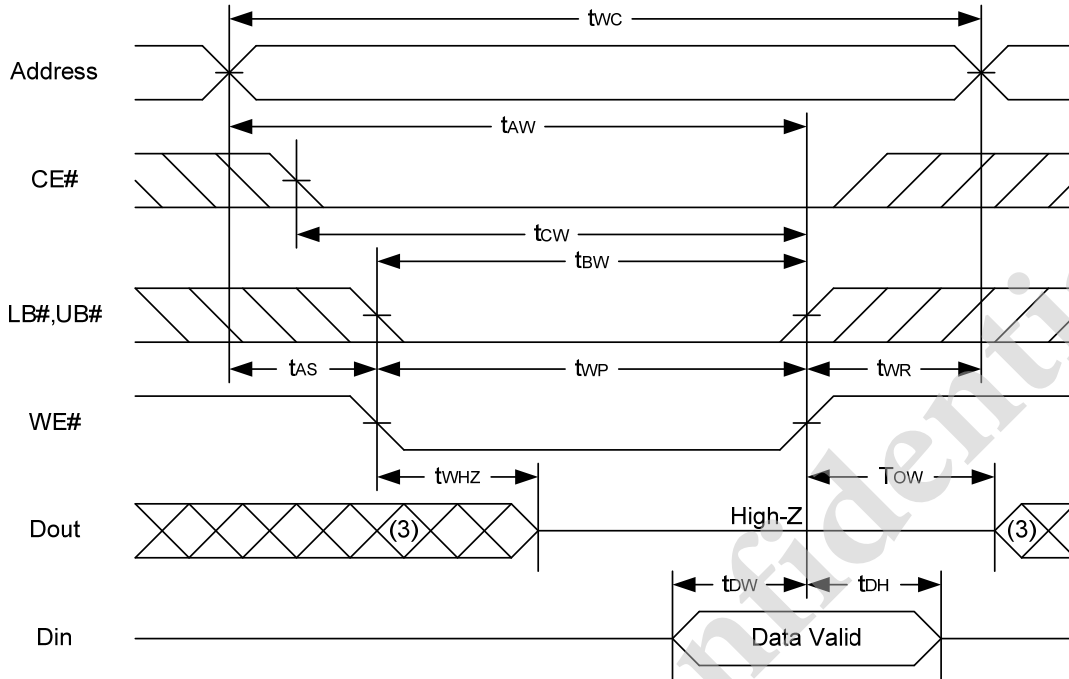 tWC
Address
tAW
CE#
tCW
tBW
LB#,UB#
tAS
tWP
tWR
WE#
tWHZ
TOW
Dout
(3)
High-Z
(3)
tDW
tDH
Din
Data Valid
nfidenti